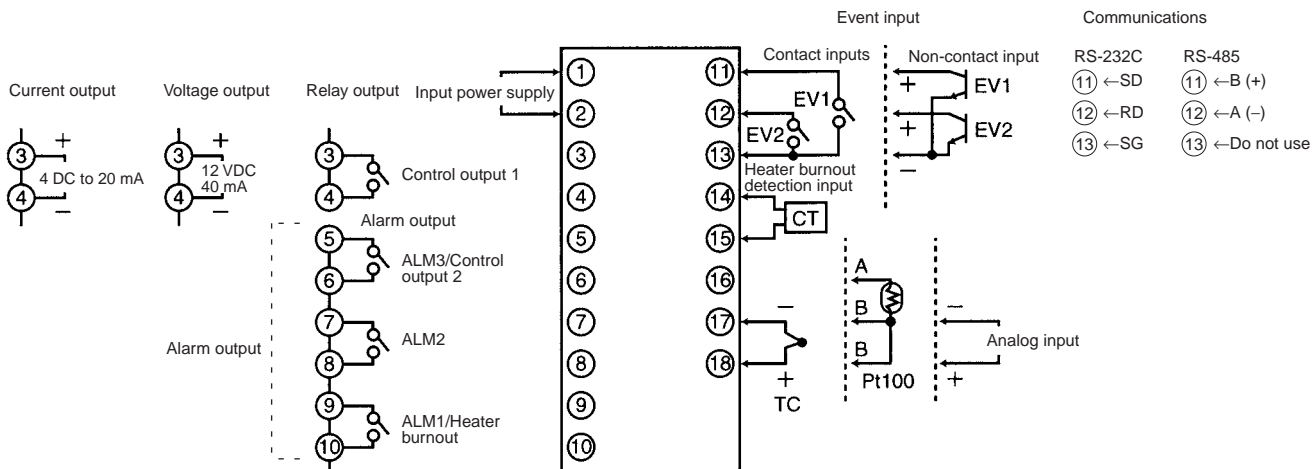 Event input
Communications
Contact inputs
Non-contact input
RS-232C RS-485
Current output
Voltage output
Relay output
Input power supply
1
2
3
4
5
6
7
8
9
10
11
12
13
14
15
16
17
18
EV1
EV2
+
+
−
EV1
EV2
11 ←SD
12 ←RD
13 ←SG
11 ←B (+)
12 ←A (−)
13 ←Do not use
3
+
4 DC to 20 mA
4
−
3
+
12 VDC
40 mA
4
−
3
4
Control output 1
Alarm output
5
6
ALM3/Control
output 2
7
8
ALM2
Alarm output
9
10
ALM1/Heater
burnout
Heater burnout
detection input
CT
−
+
TC
A
B
B
Pt100
−
Analog input
+